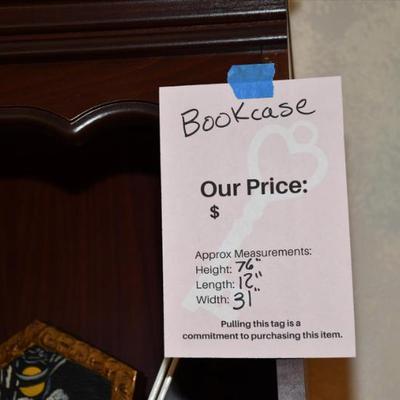 Bookcase
Our Price:
$
Approx Measurements:
Height: 76"
Length: 12"
Width: 31"
Pulling this tag is a
commitment to purchasing this item.